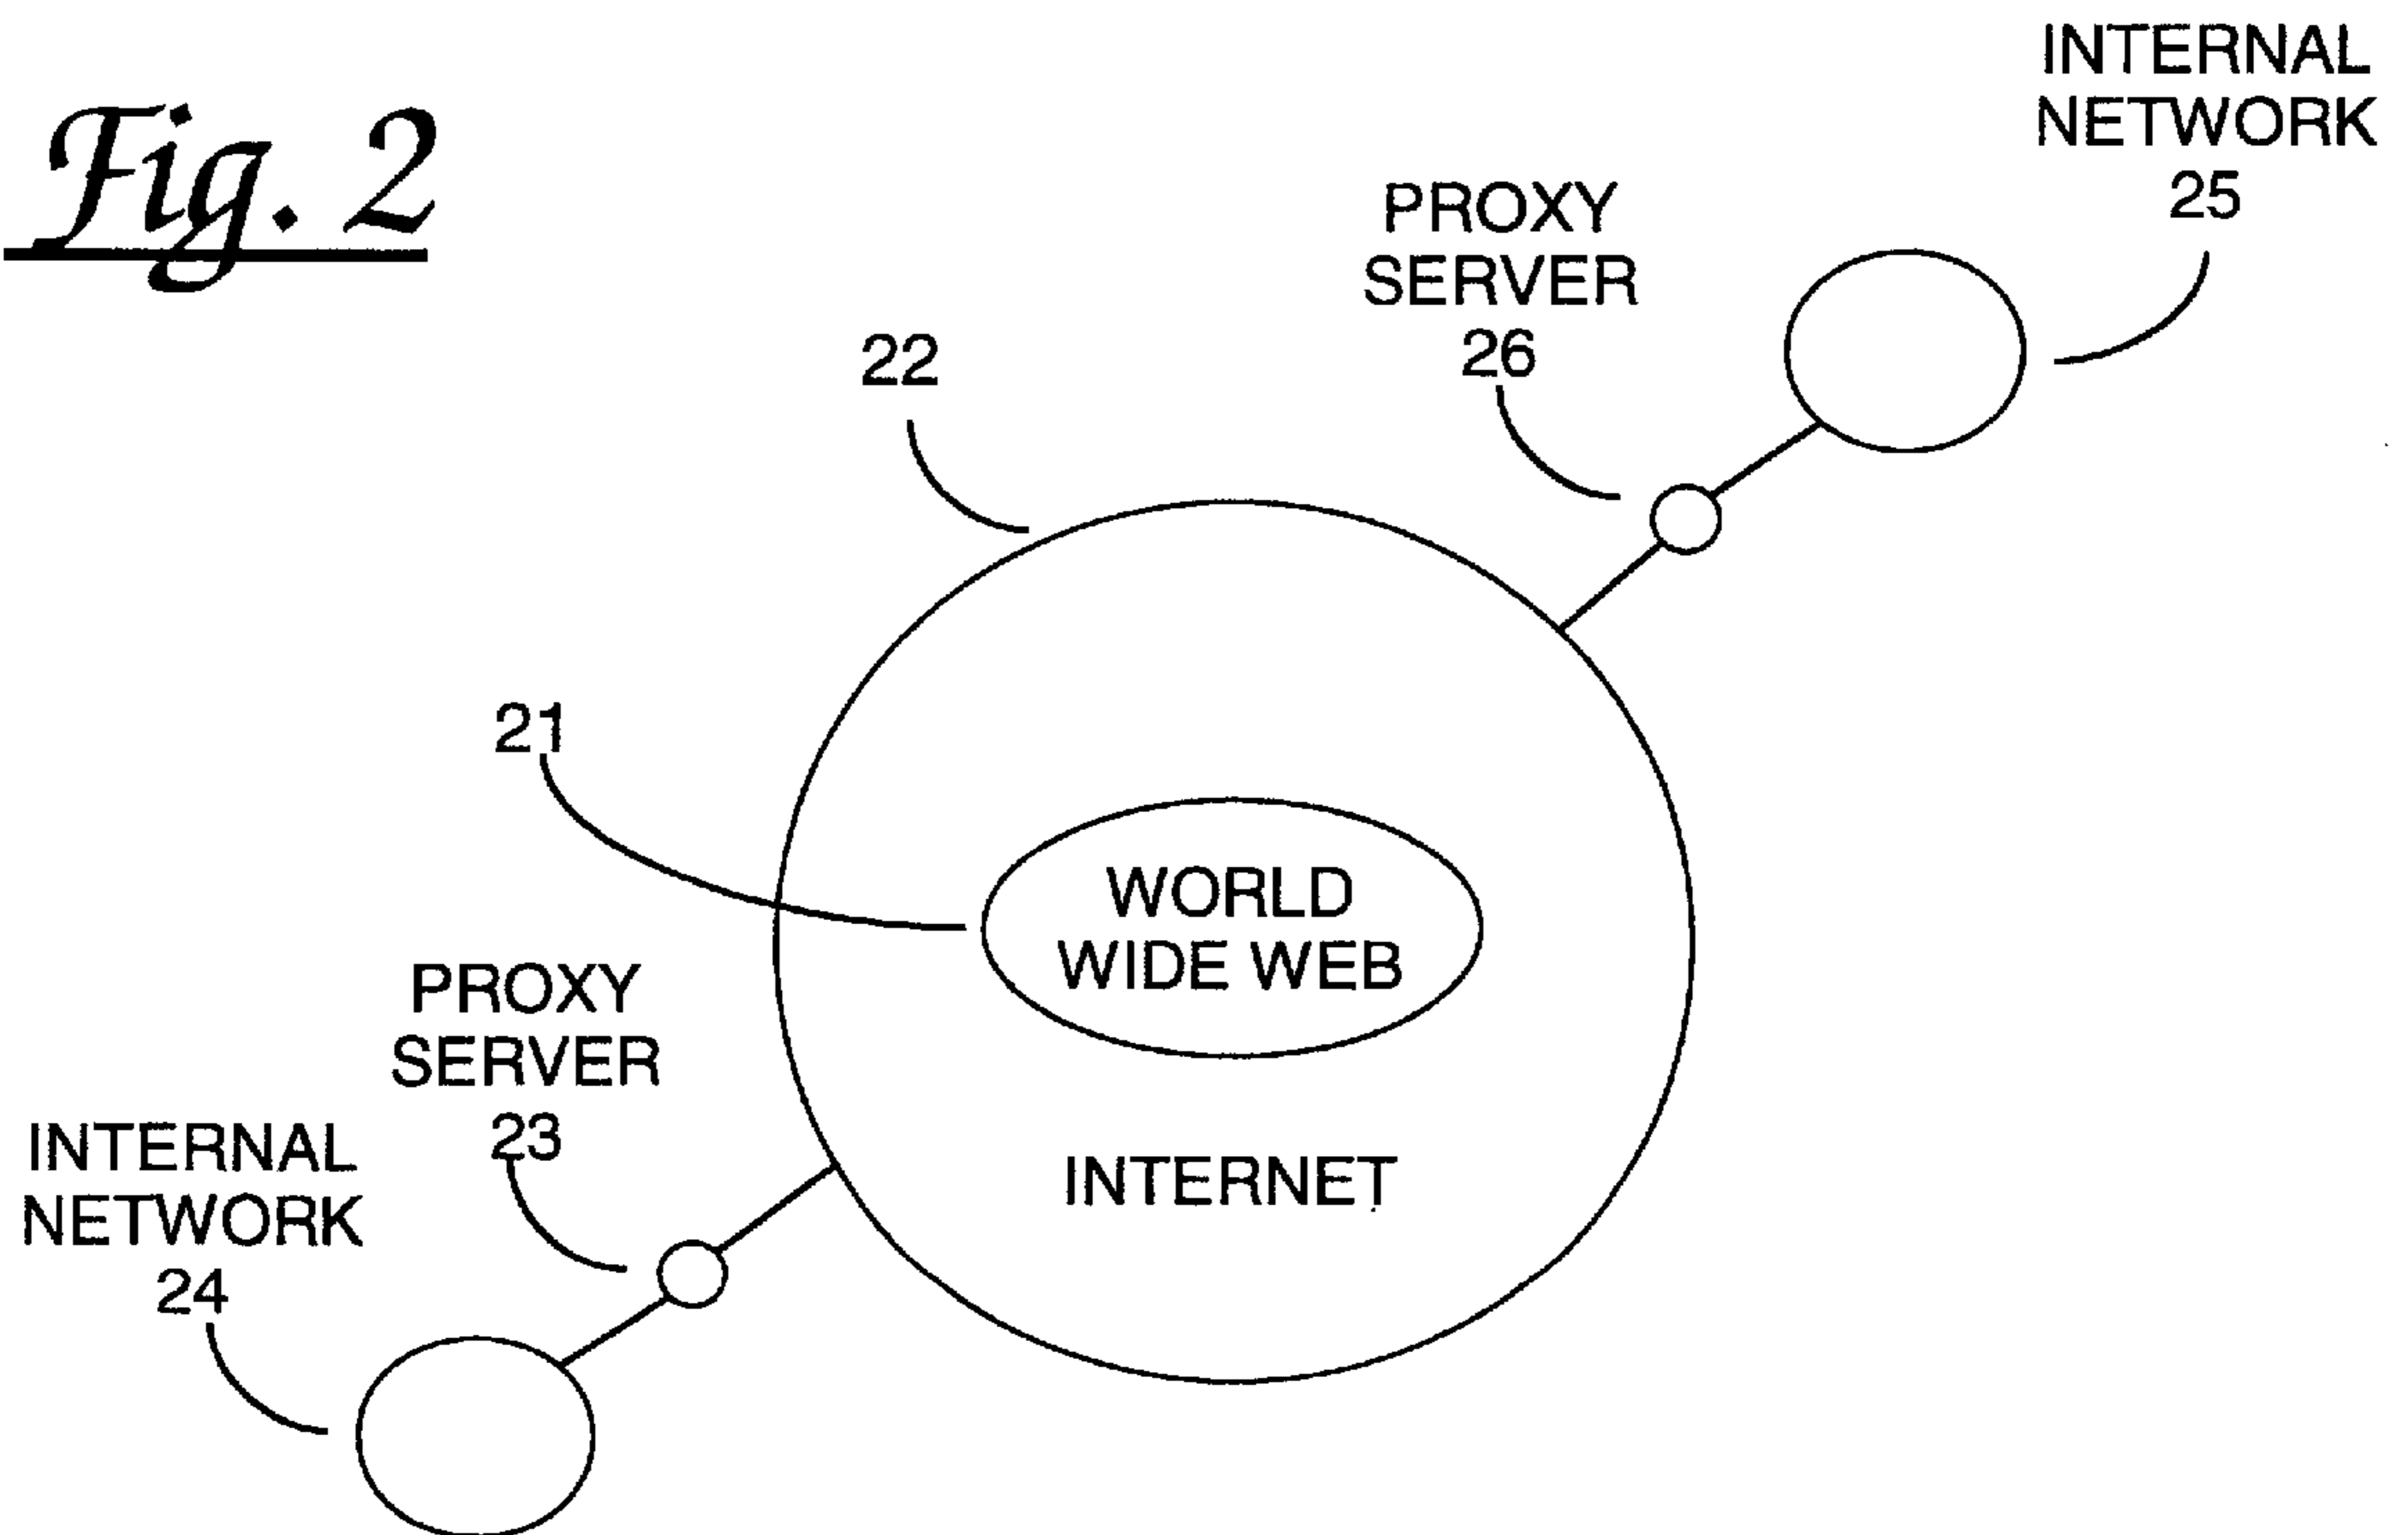 Fig. 2
INTERNAL
NETWORK
25
PROXY
SERVER
26
22
21
WORLD
WIDE WEB
PROXY
SERVER
23
INTERNET
INTERNAL
NETWORK
24